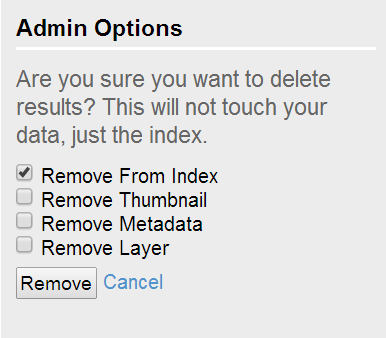 Admin Options
Are you sure you want to delete
results? This will not touch your
data, just the index.
Remove From Index
Remove Thumbnail
Remove Metadata
Remove Layer
Remove Cancel